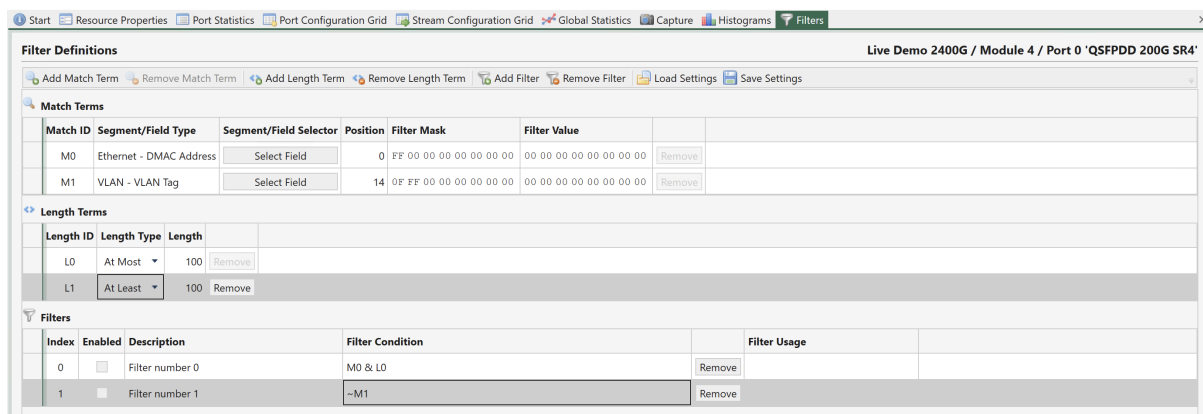 Start Resource Properties Port Statistics Port Configuration Grid Stream Configuration Grid Global Statistics Capture Histograms Filters
Filter Definitions Live Demo 2400G / Module 4 / Port 0 'QSFPDD 200G SR4'
Add Match Term Remove Match Term Add Length Term Remove Length Term Add Filter Remove Filter Load Settings Save Settings
Match Terms
Match ID Segment/Field Type Segment/Field Selector Position Filter Mask Filter Value
M0 Ethernet - DMAC Address Select Field 0 FF 00 00 00 00 00 00 00 00 00 00 00 00 00 00 00 Remove
M1 VLAN - VLAN Tag Select Field 14 0F FF 00 00 00 00 00 00 00 00 00 00 00 00 00 00 Remove
Length Terms
Length ID Length Type Length
L0 At Most 100 Remove
L1 At Least 100 Remove
Filters
Index Enabled Description Filter Condition Filter Usage
0 Filter number 0 M0 & L0 Remove
1 Filter number 1 ~M1 Remove